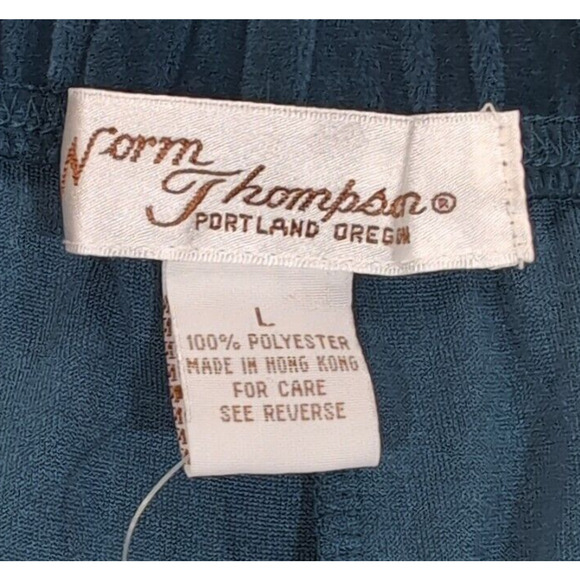 Norm
Thompson®
PORTLAND OREGON
L
100% POLYESTER
MADE IN HONG KONG
FOR CARE
SEE REVERSE